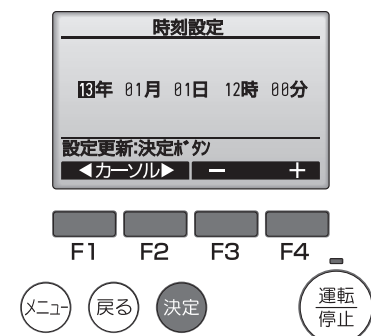 時刻設定
13年 01月 01日 12時 00分
設定更新:決定ボタン
◀カーソル▶ − +
F1 F2 F3 F4
メニュー 戻る 決定 運転
停止